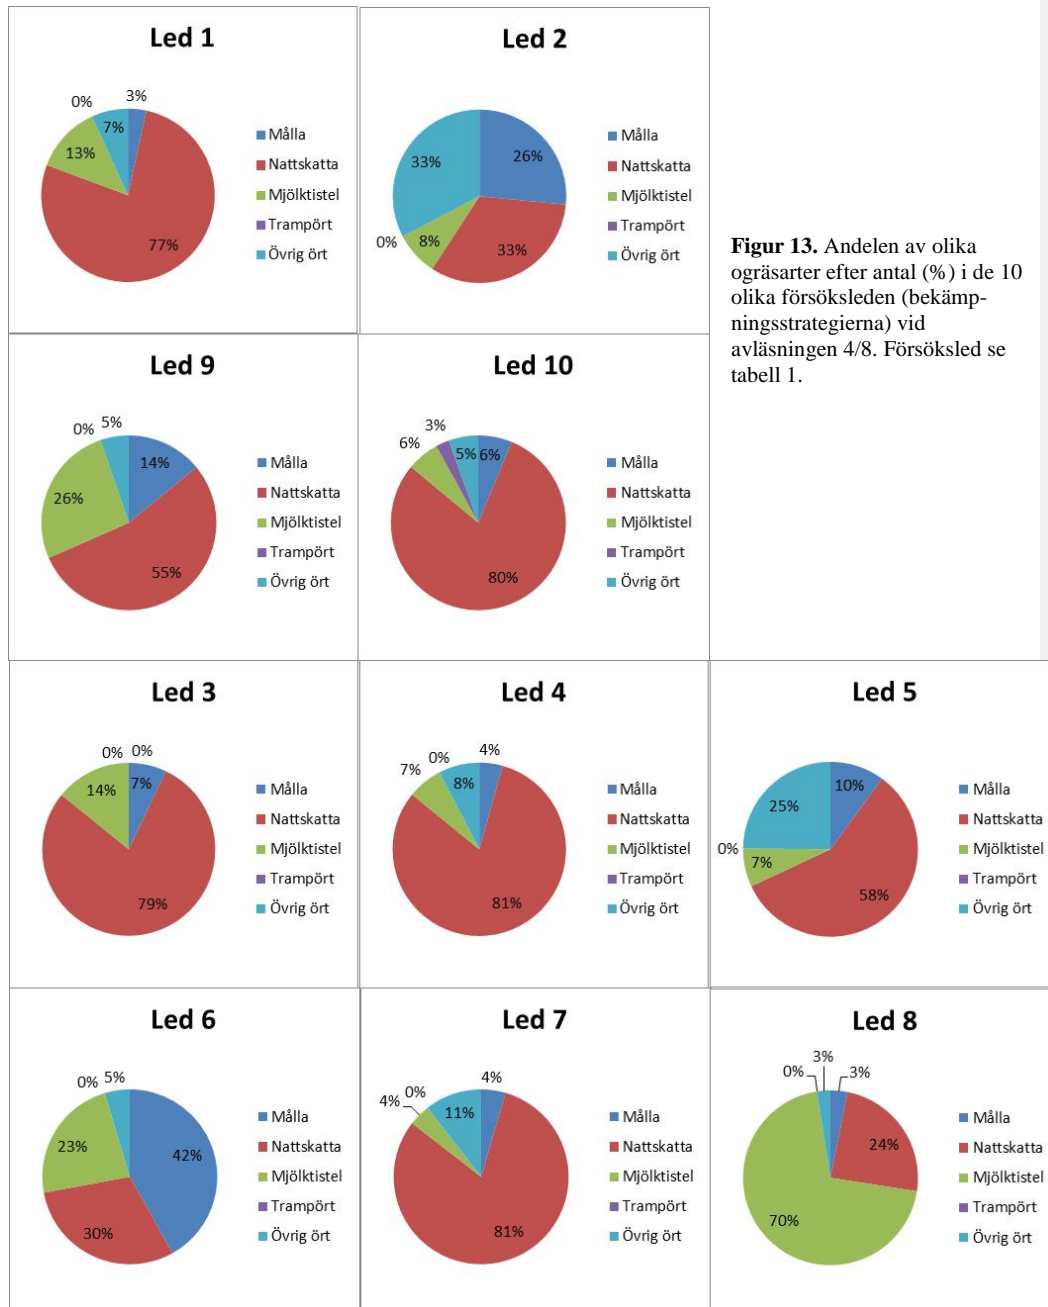 Led 1
0%
3%
7%
13%
77%
Målla
Nattskatta
Mjölktistel
Trampört
Övrig ört
Led 2
33%
26%
0%
8%
33%
Målla
Nattskatta
Mjölktistel
Trampört
Övrig ört
Figur 13. Andelen av olika
ogräsarter efter antal (%) i de 10
olika försöksleden (bekämp-
ningsstrategierna) vid
avläsningen 4/8. Försöksled se
tabell 1.
Led 9
0%
5%
14%
26%
55%
Målla
Nattskatta
Mjölktistel
Trampört
Övrig ört
Led 10
3%
6%
5%
6%
80%
Målla
Nattskatta
Mjölktistel
Trampört
Övrig ört
Led 3
0%
0%
7%
14%
79%
Målla
Nattskatta
Mjölktistel
Trampört
Övrig ört
Led 4
4%
0%
7%
8%
81%
Målla
Nattskatta
Mjölktistel
Trampört
Övrig ört
Led 5
10%
25%
0%
7%
58%
Målla
Nattskatta
Mjölktistel
Trampört
Övrig ört
Led 6
0%
5%
23%
42%
30%
Målla
Nattskatta
Mjölktistel
Trampört
Övrig ört
Led 7
4%
0%
4%
11%
81%
Målla
Nattskatta
Mjölktistel
Trampört
Övrig ört
Led 8
3%
0%
3%
24%
70%
Målla
Nattskatta
Mjölktistel
Trampört
Övrig ört